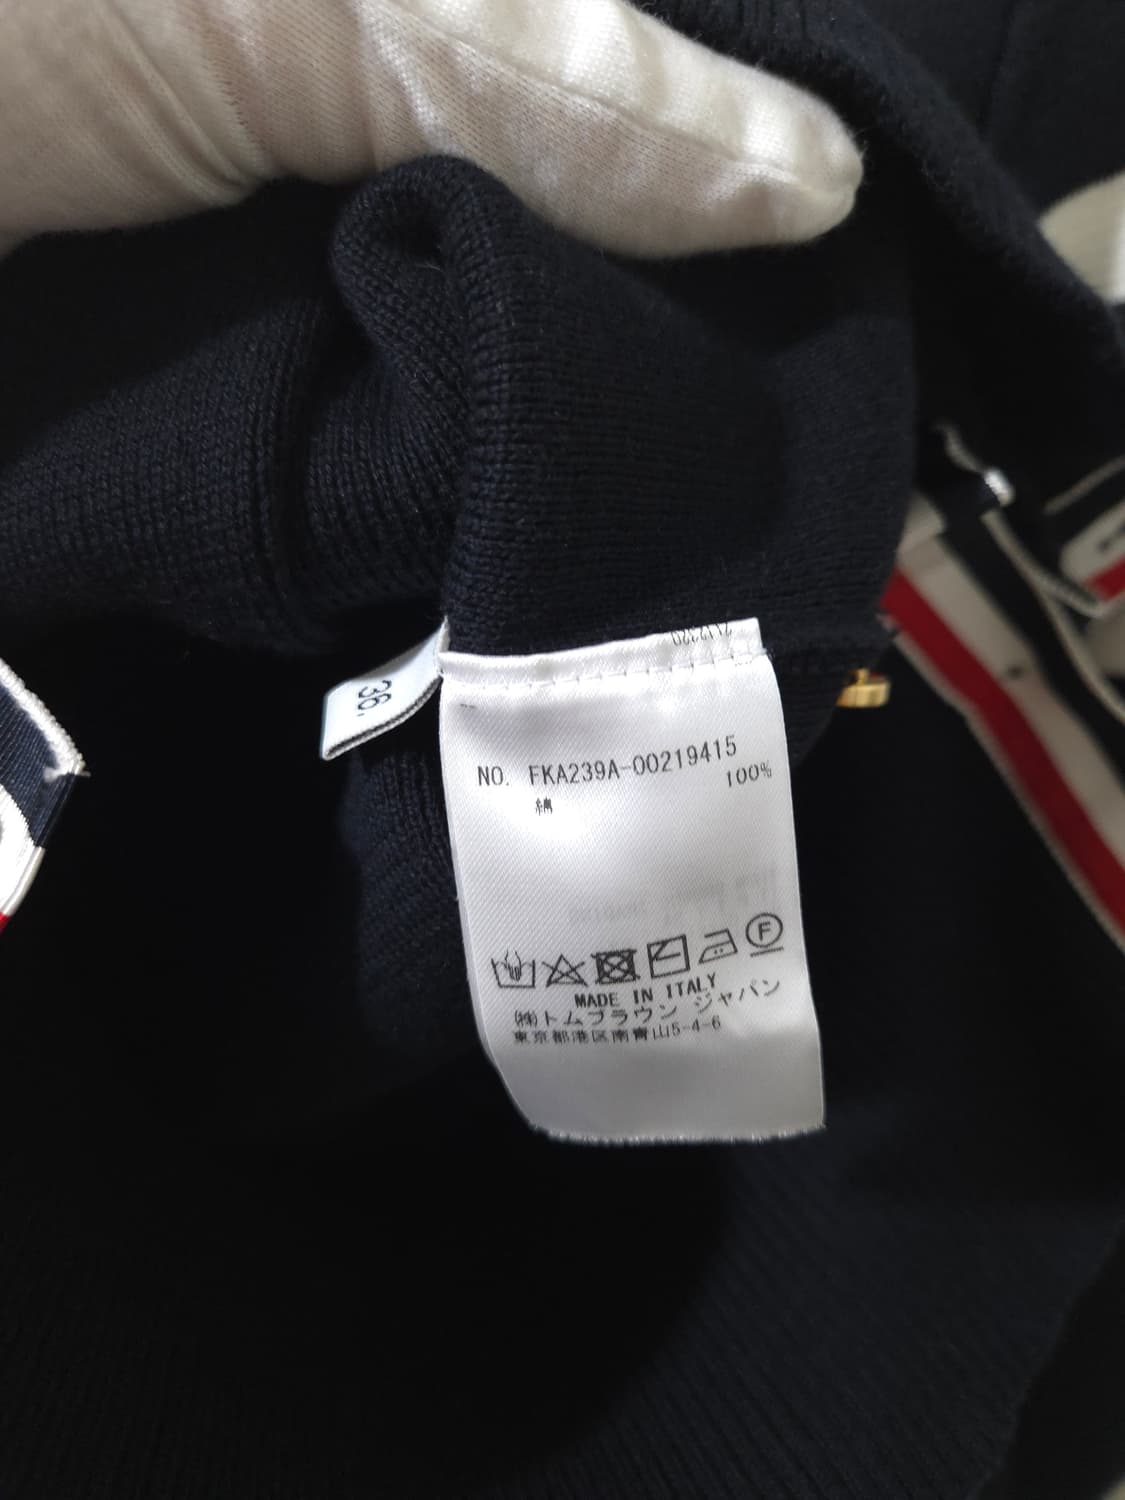 36.
NO. FKA239A-00219415
綿 100%
MADE IN ITALY
㈱トムブラウン ジャパン
東京都港区南青山5-4-6